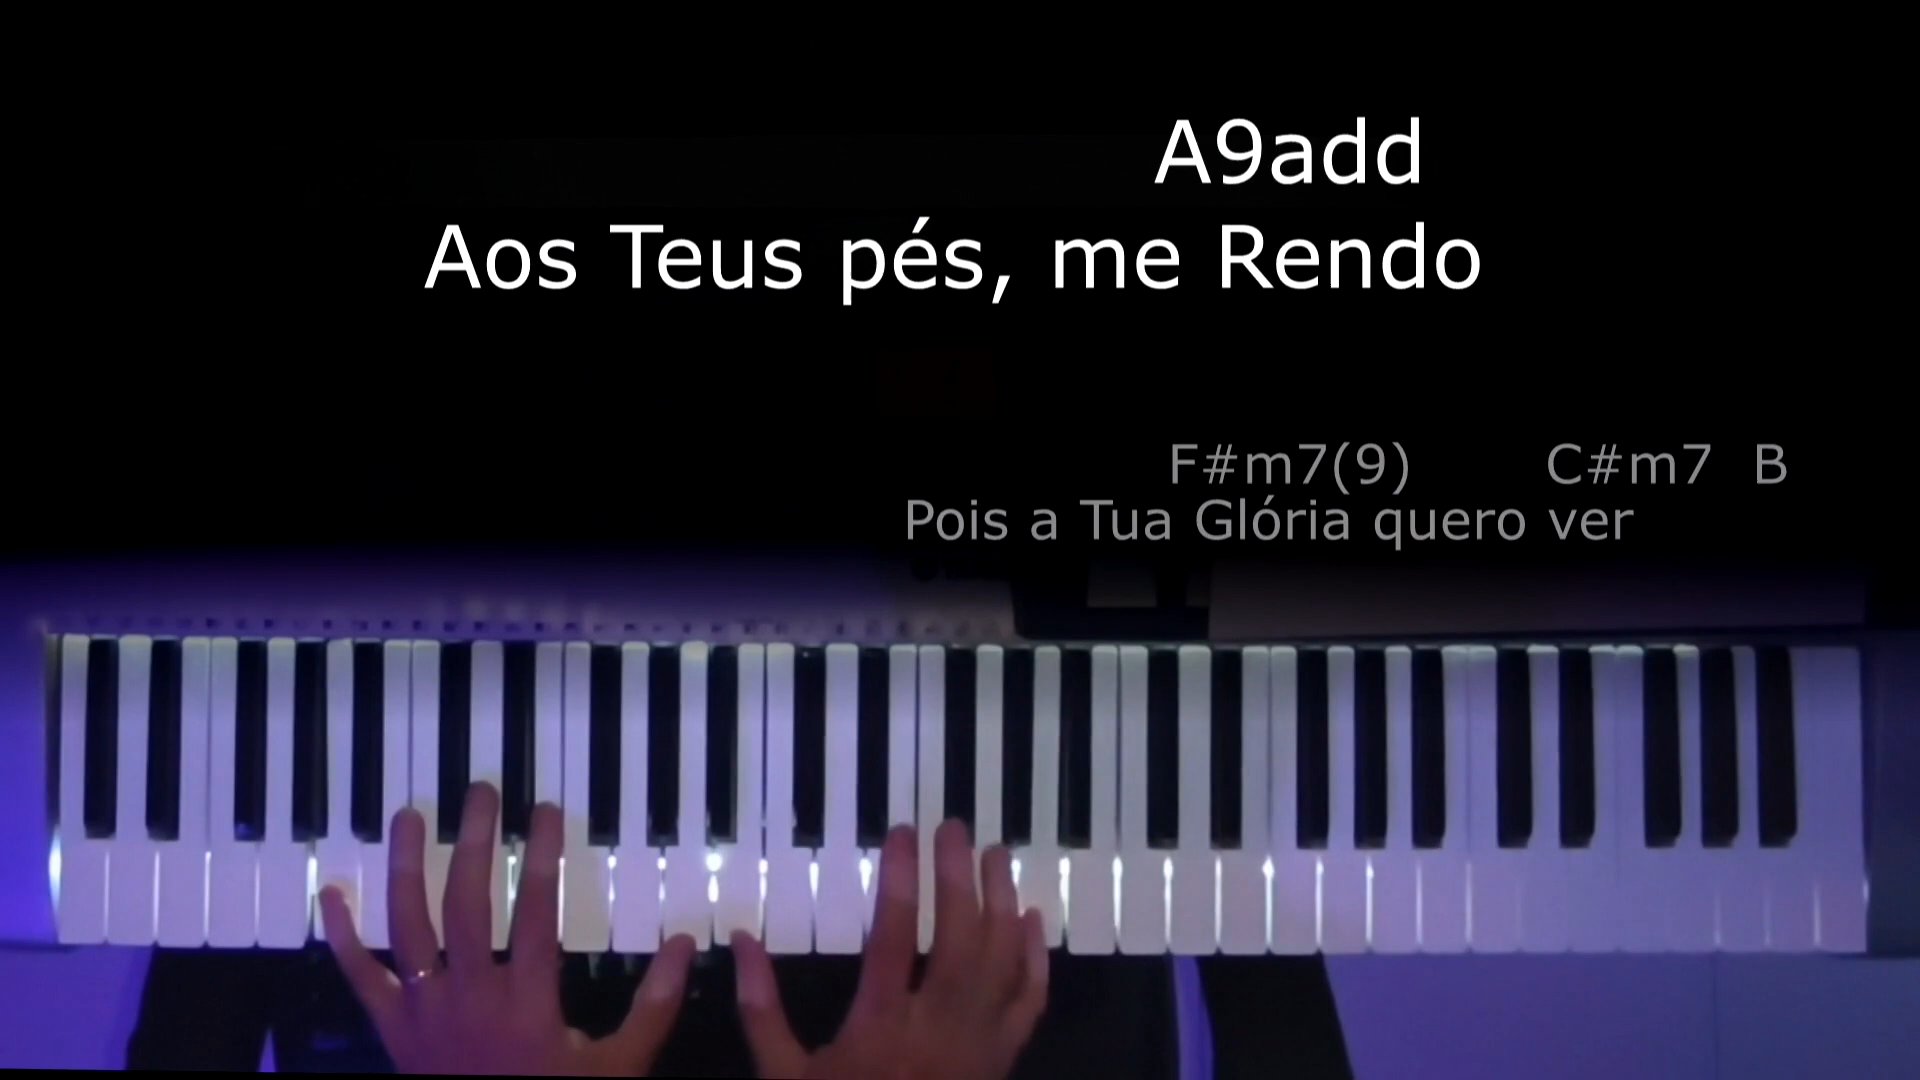 A9add
Aos Teus pés, me Rendo
F#m7(9) C#m7 B
Pois a Tua Glória quero ver